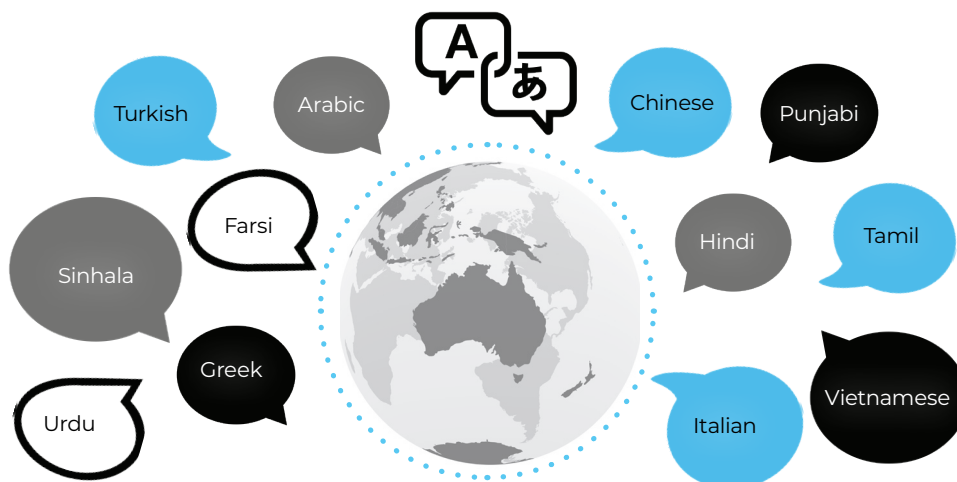 A
あ
Turkish
Arabic
Chinese
Punjabi
Farsi
Sinhala
Hindi
Tamil
Greek
Urdu
Italian
Vietnamese